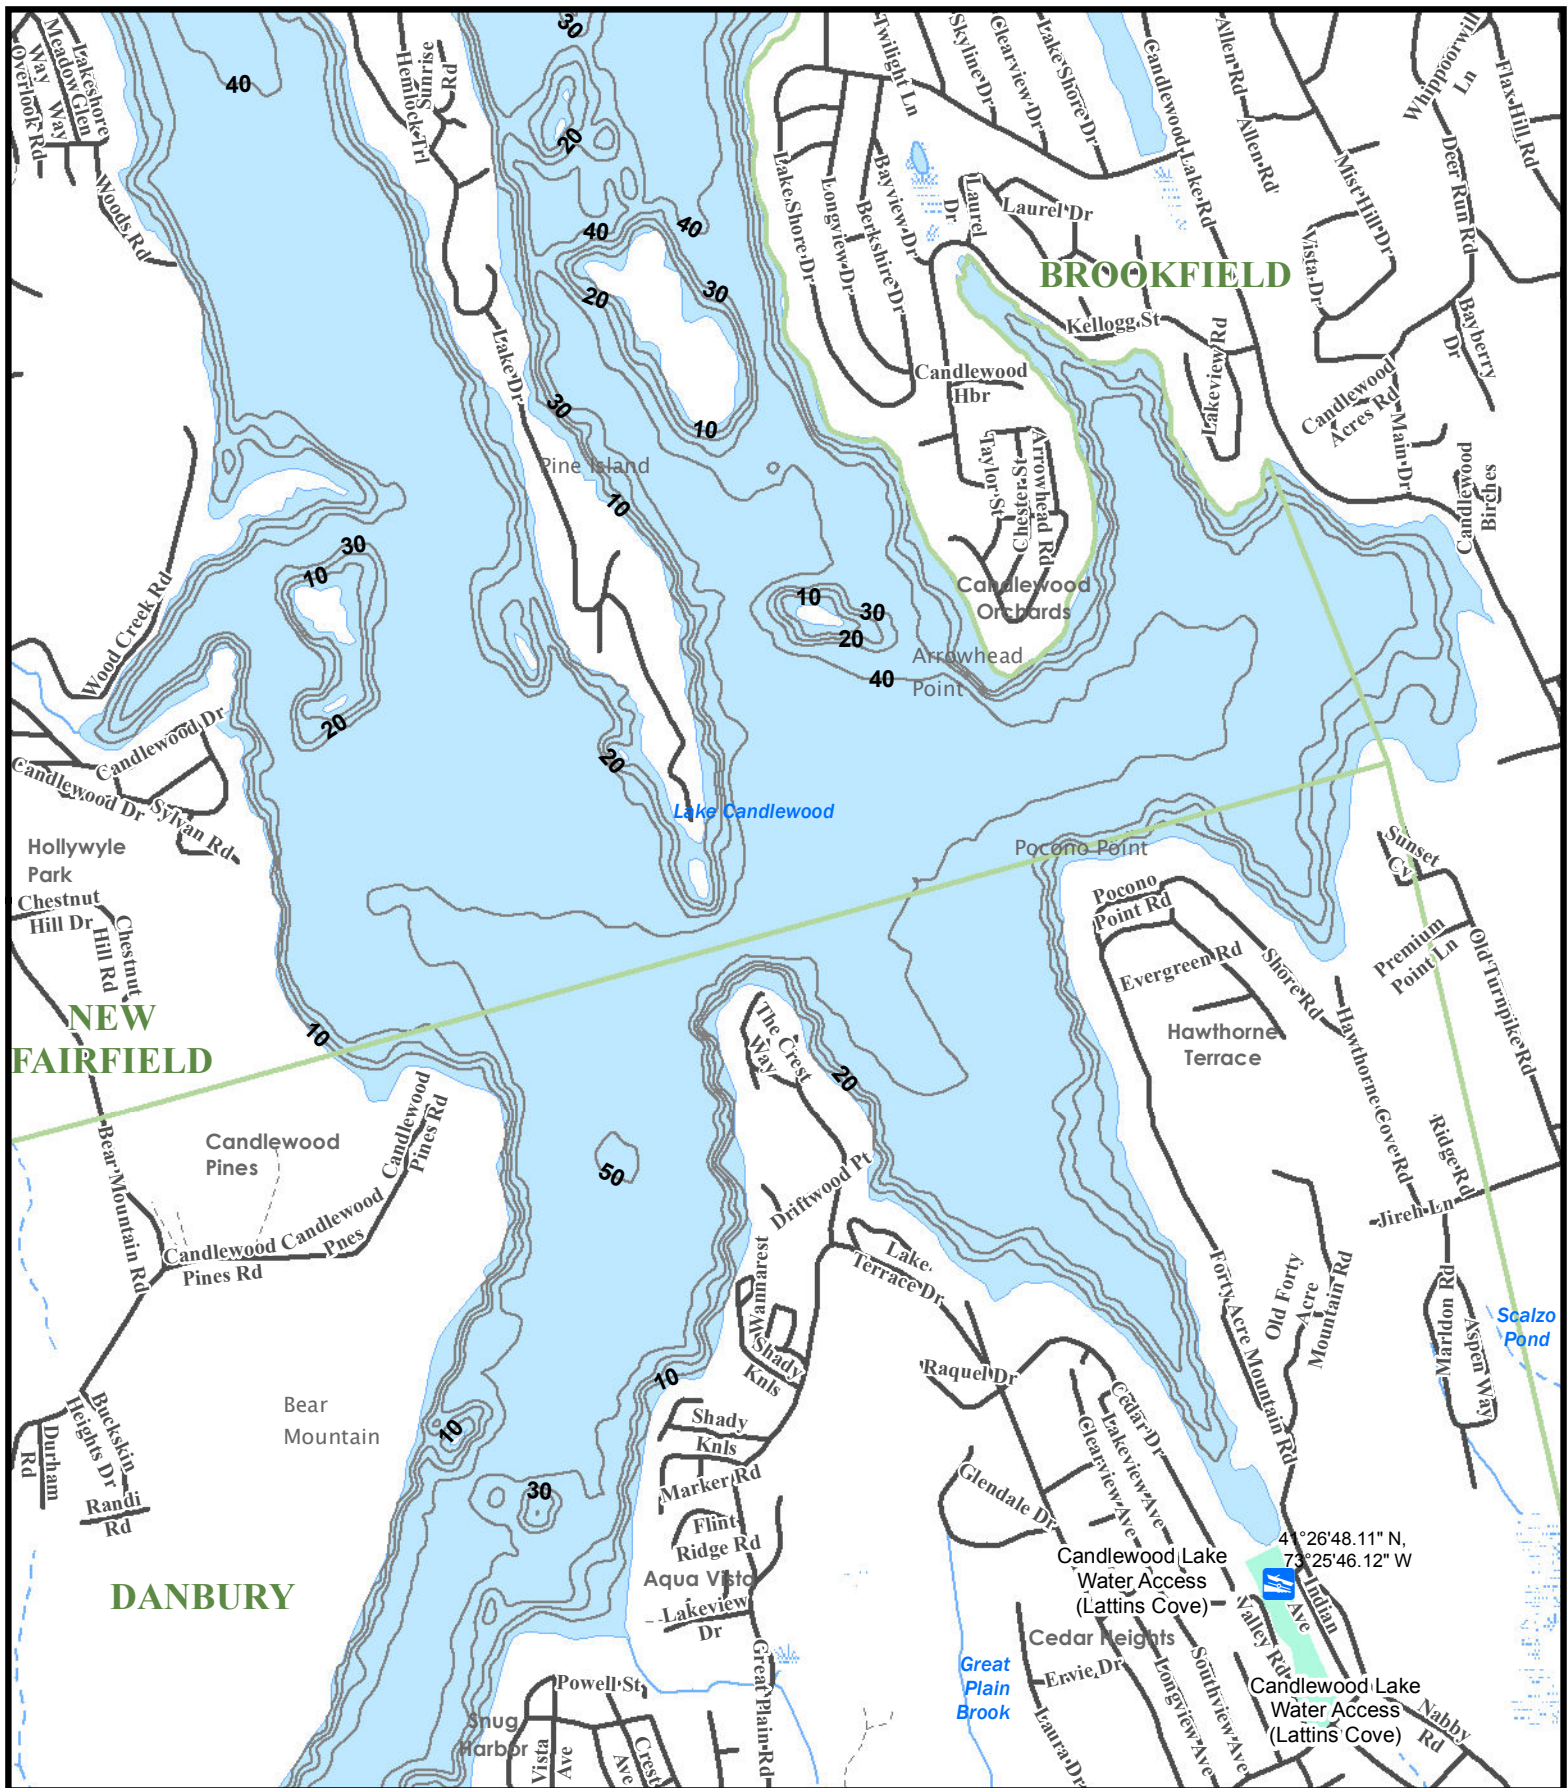 30
40
Lakeshore
Way
MeadowGlen
Way
Overlook Rd
Woods Rd
Sunrise
Rd
Hemlock Trl
20
40
40
30
20
10
Lake Dr
30
Pine Island
10
Twilight Ln
Skyline Dr
Clearview Dr
Lake Shore Dr
Candlewood Lake Rd
Allen Rd
Allen Rd
Whippoorwill
Ln
Flax Hill Rd
Deer Run Rd
Mist Hill Dr
Vista Dr
Bayberry
Dr
Lake Shore Dr
Longview Dr
Bayview Dr
Berkshire Dr
Laurel
Dr
Laurel Dr
BROOKFIELD
Kellogg St
Lakeview Rd
Candlewood
Hbr
Candlewood
Acres Rd
Main Dr
Candlewood
Birches
Taylor St
Chester St
Arrowhead Rd
Candlewood
Orchards
Arrowhead
Point
10
30
20
40
30
10
20
Wood Creek Rd
Candlewood Dr
Candlewood Dr
Sylvan Rd
Hollywyle
Park
Chestnut
Hill Dr
Chestnut
Hill Rd
20
Lake Candlewood
Pocono Point
Pocono
Point Rd
Evergreen Rd
Shore Rd
Sunset
Cv
Premium
Point Ln
Old Turnpike Rd
NEW
FAIRFIELD
10
The Crest
Way
20
Hawthorne
Terrace
Hawthorne Cove Rd
Ridge Rd
Jireh Ln
Candlewood
Pines
Candlewood
Pines Rd
Bear Mountain Rd
Candlewood
Pines Rd
Candlewood
Pnes
50
Driftwood Pt
Wannarest
Lake
Terrace Dr
Shady
Knls
Raquel Dr
Forty Acre Mountain Rd
Old Forty
Acre
Mountain Rd
Marldon Rd
Aspen Way
Scalzo
Pond
Bear
Mountain
10
10
30
Buckskin
Heights Dr
Durham
Rd
Randi
Rd
Shady
Knls
Marker Rd
Flint
Ridge Rd
Aqua Vista
Lakeview
Dr
Great Plain Rd
Cedar Dr
Lakeview Ave
Clearview Ave
Glendale Dr
DANBURY
Candlewood Lake
Water Access
(Lattins Cove)
41°26'48.11" N,
73°25'46.12" W
Indian
Ave
Valley Rd
Cedar Heights
Ervie Dr
Great
Plain
Brook
Laura Dr
Longview Ave
Southview Ave
Candlewood Lake
Water Access
(Lattins Cove)
Nabby
Rd
Powell St
Snug
Harbor
Vista
Ave
Crest
Ave